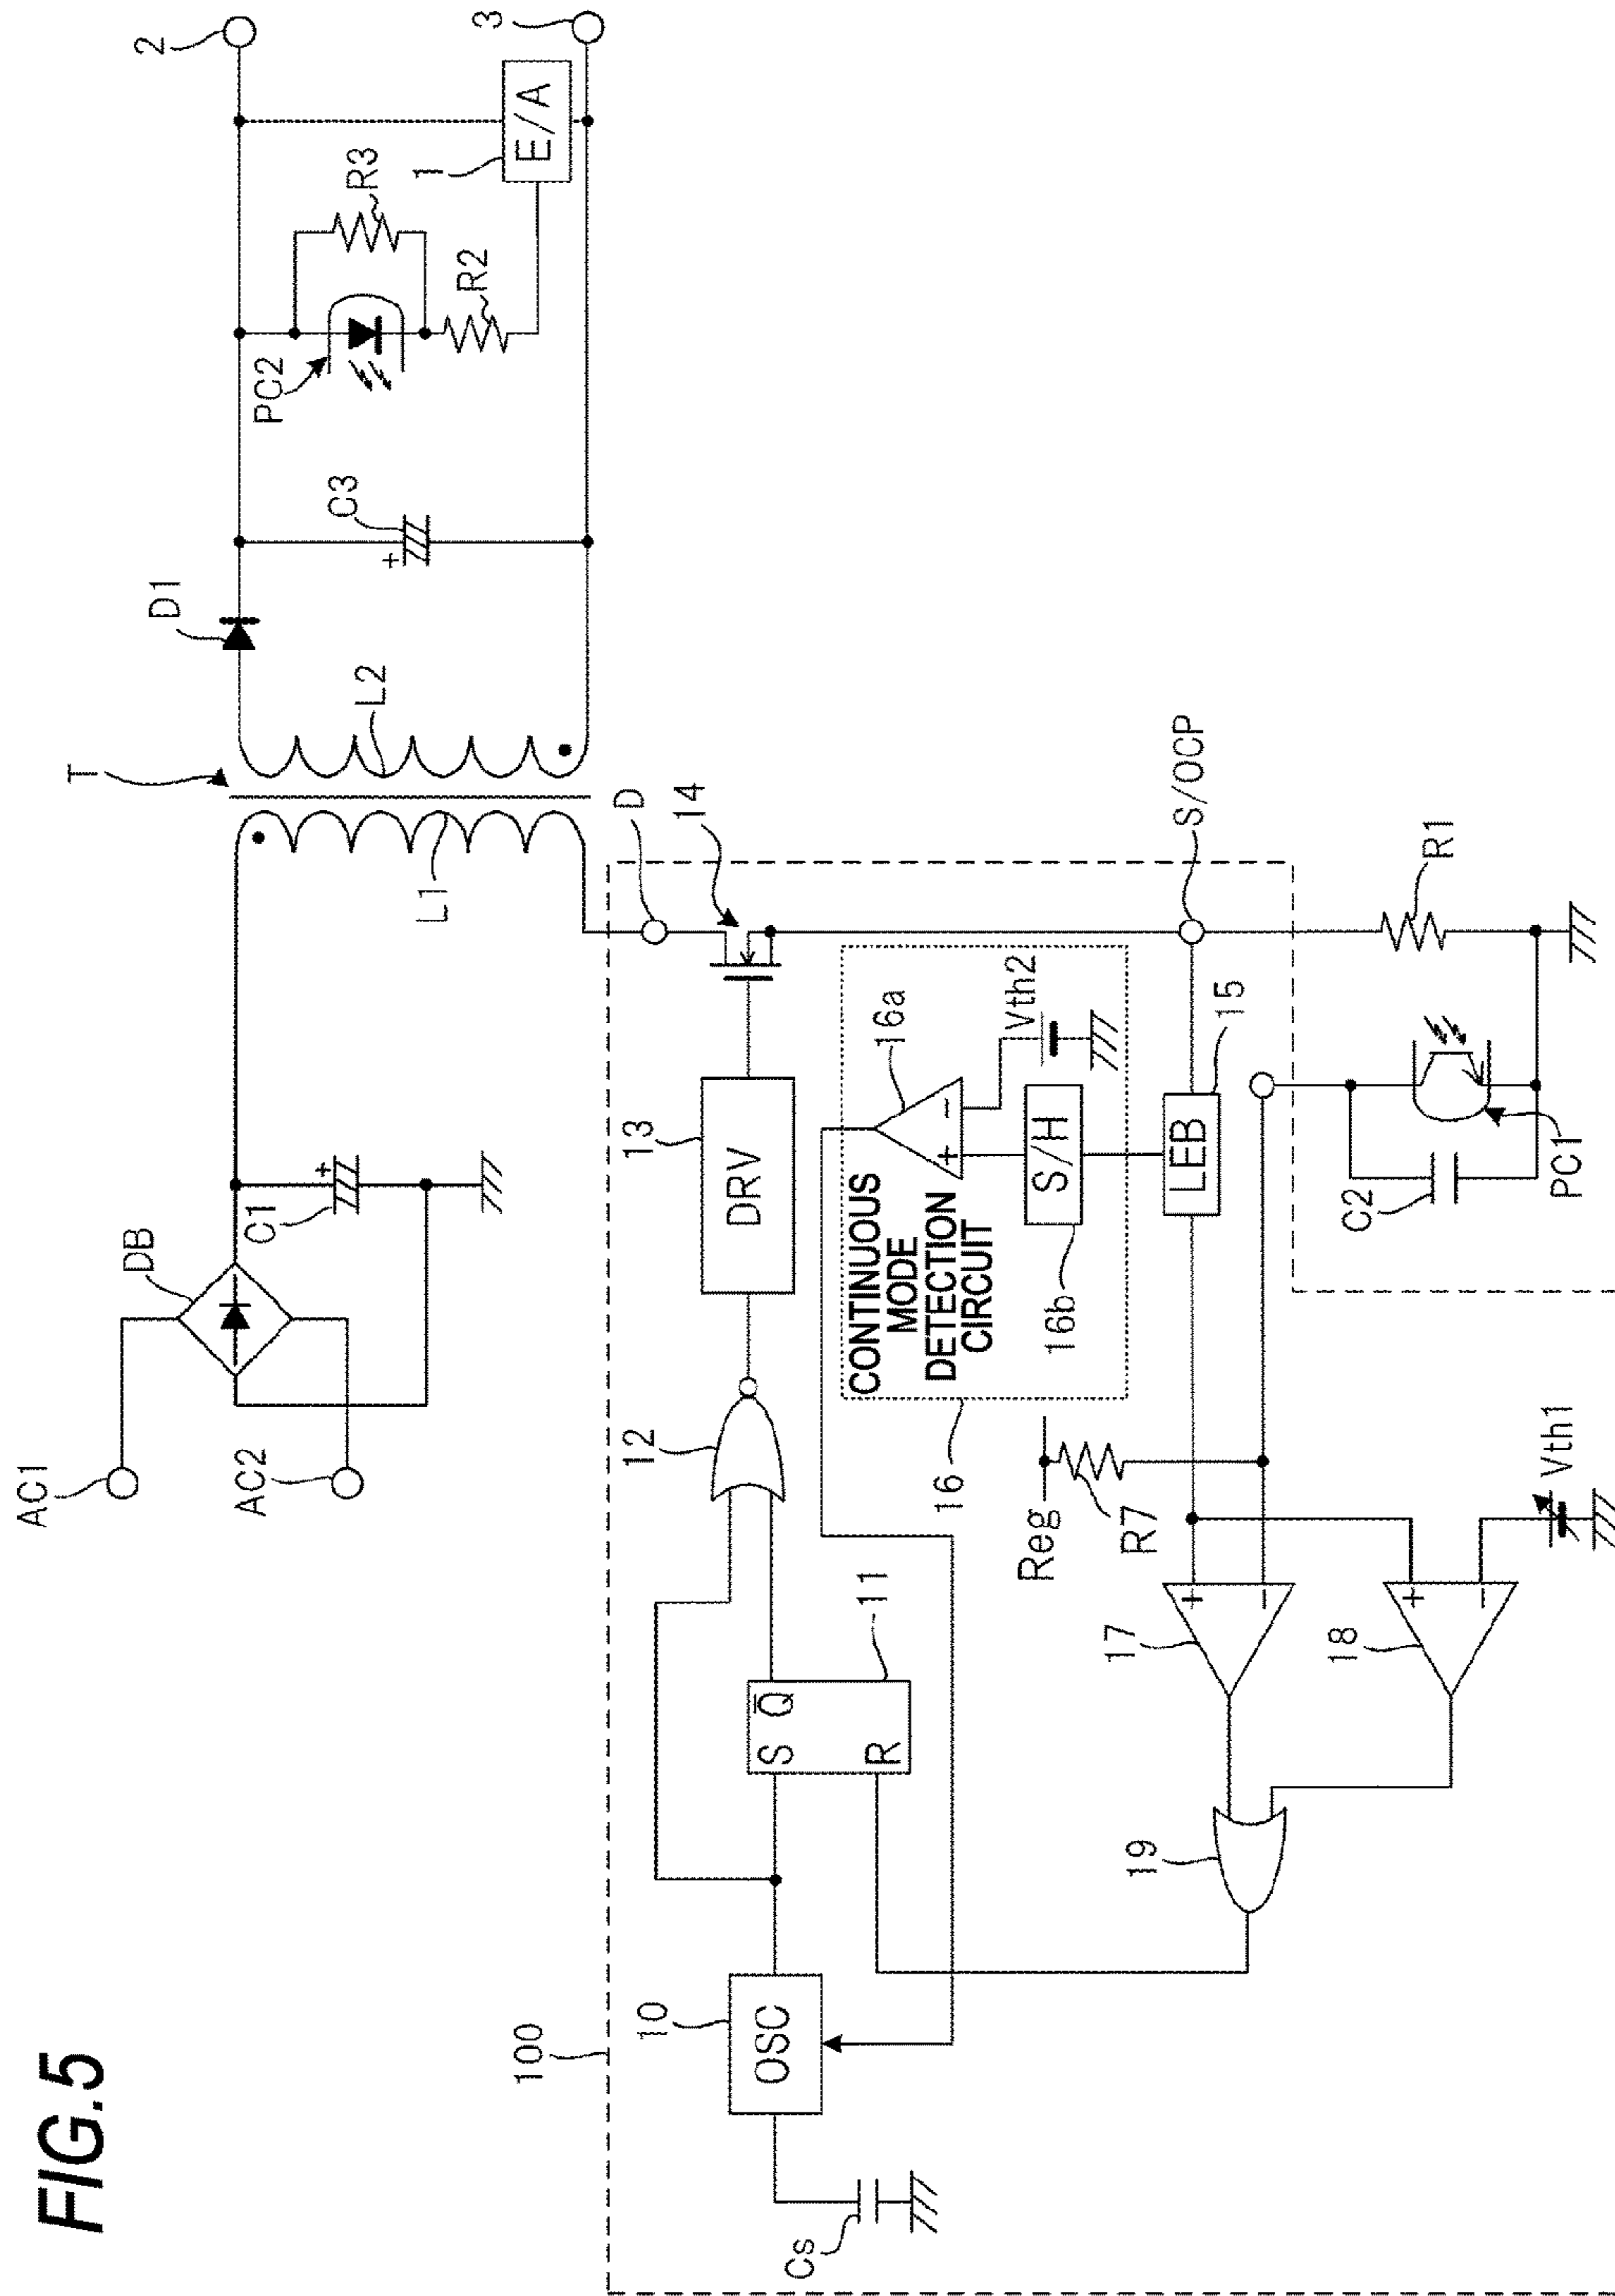 FIG.5
AC1
AC2
DB
C1
+
T
L1
L2
D1
C3
+
PC2
R3
R2
1
E/A
2
3
100
Cs
10
OSC
S
Q̅
R
11
12
13
DRV
D
14
CONTINUOUS
MODE
DETECTION
CIRCUIT
16a
+
−
Vth2
S/H
16b
16
S/OCP
LEB
15
Reg
R7
17
+
−
18
+
−
Vth1
19
C2
PC1
R1